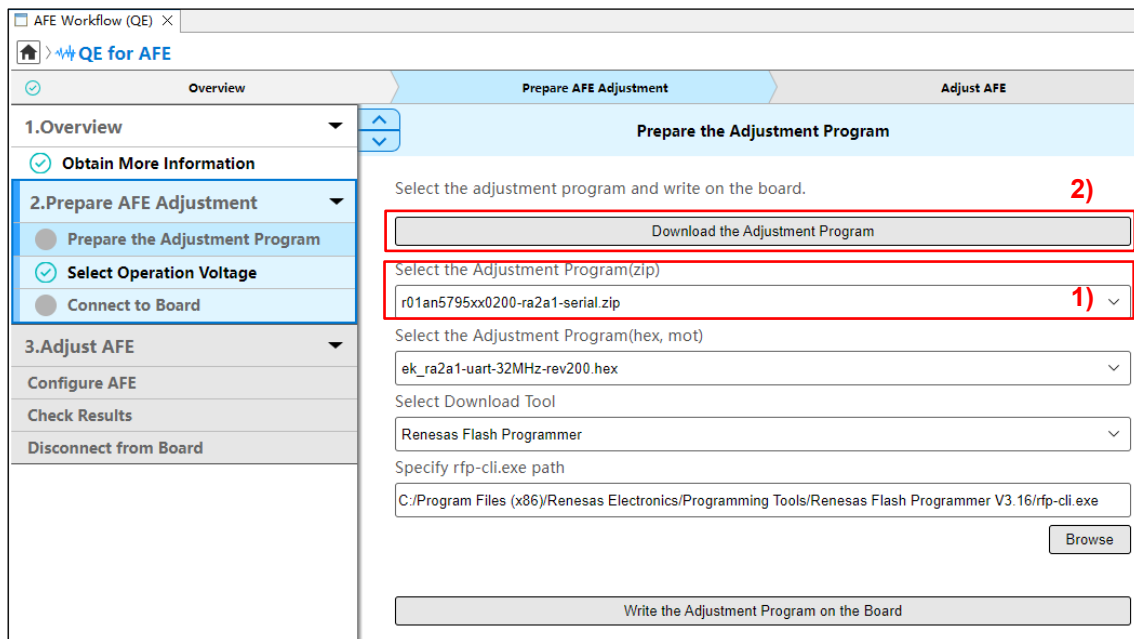 AFE Workflow (QE)
QE for AFE
Overview
Prepare AFE Adjustment
Adjust AFE
1.Overview
Obtain More Information
2.Prepare AFE Adjustment
Prepare the Adjustment Program
Select Operation Voltage
Connect to Board
3.Adjust AFE
Configure AFE
Check Results
Disconnect from Board
Prepare the Adjustment Program
Select the adjustment program and write on the board.
2)
Download the Adjustment Program
Select the Adjustment Program(zip)
r01an5795xx0200-ra2a1-serial.zip
1)
Select the Adjustment Program(hex, mot)
ek_ra2a1-uart-32MHz-rev200.hex
Select Download Tool
Renesas Flash Programmer
Specify rfp-cli.exe path
C:/Program Files (x86)/Renesas Electronics/Programming Tools/Renesas Flash Programmer V3.16/rfp-cli.exe
Browse
Write the Adjustment Program on the Board